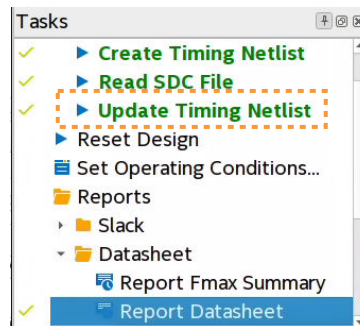 Tasks
Create Timing Netlist
Read SDC File
Update Timing Netlist
Reset Design
Set Operating Conditions...
Reports
Slack
Datasheet
Report Fmax Summary
Report Datasheet